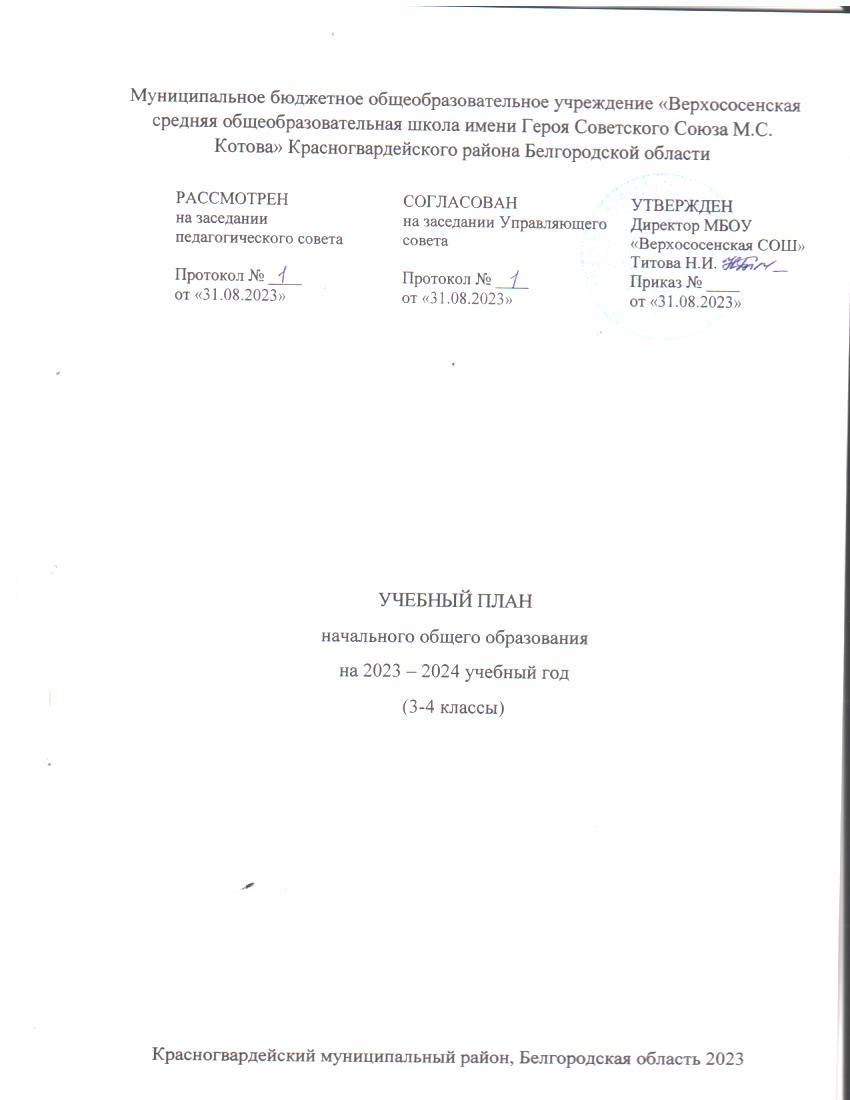 Муниципальное бюджетное общеобразовательное учреждение «Верхососенская
средняя общеобразовательная школа имени Героя Советского Союза М.С.
Котова» Красногвардейского района Белгородской области
РАССМОТРЕН
на заседании
педагогического совета
Протокол № 1
от «31.08.2023»
СОГЛАСОВАН
на заседании Управляющего
совета
Протокол № 1
от «31.08.2023»
УТВЕРЖДЕН
Директор МБОУ
«Верхососенская СОШ»
Титова Н.И.
Приказ № ____
от «31.08.2023»
УЧЕБНЫЙ ПЛАН
начального общего образования
на 2023 – 2024 учебный год
(3-4 классы)
Красногвардейский муниципальный район, Белгородская область 2023